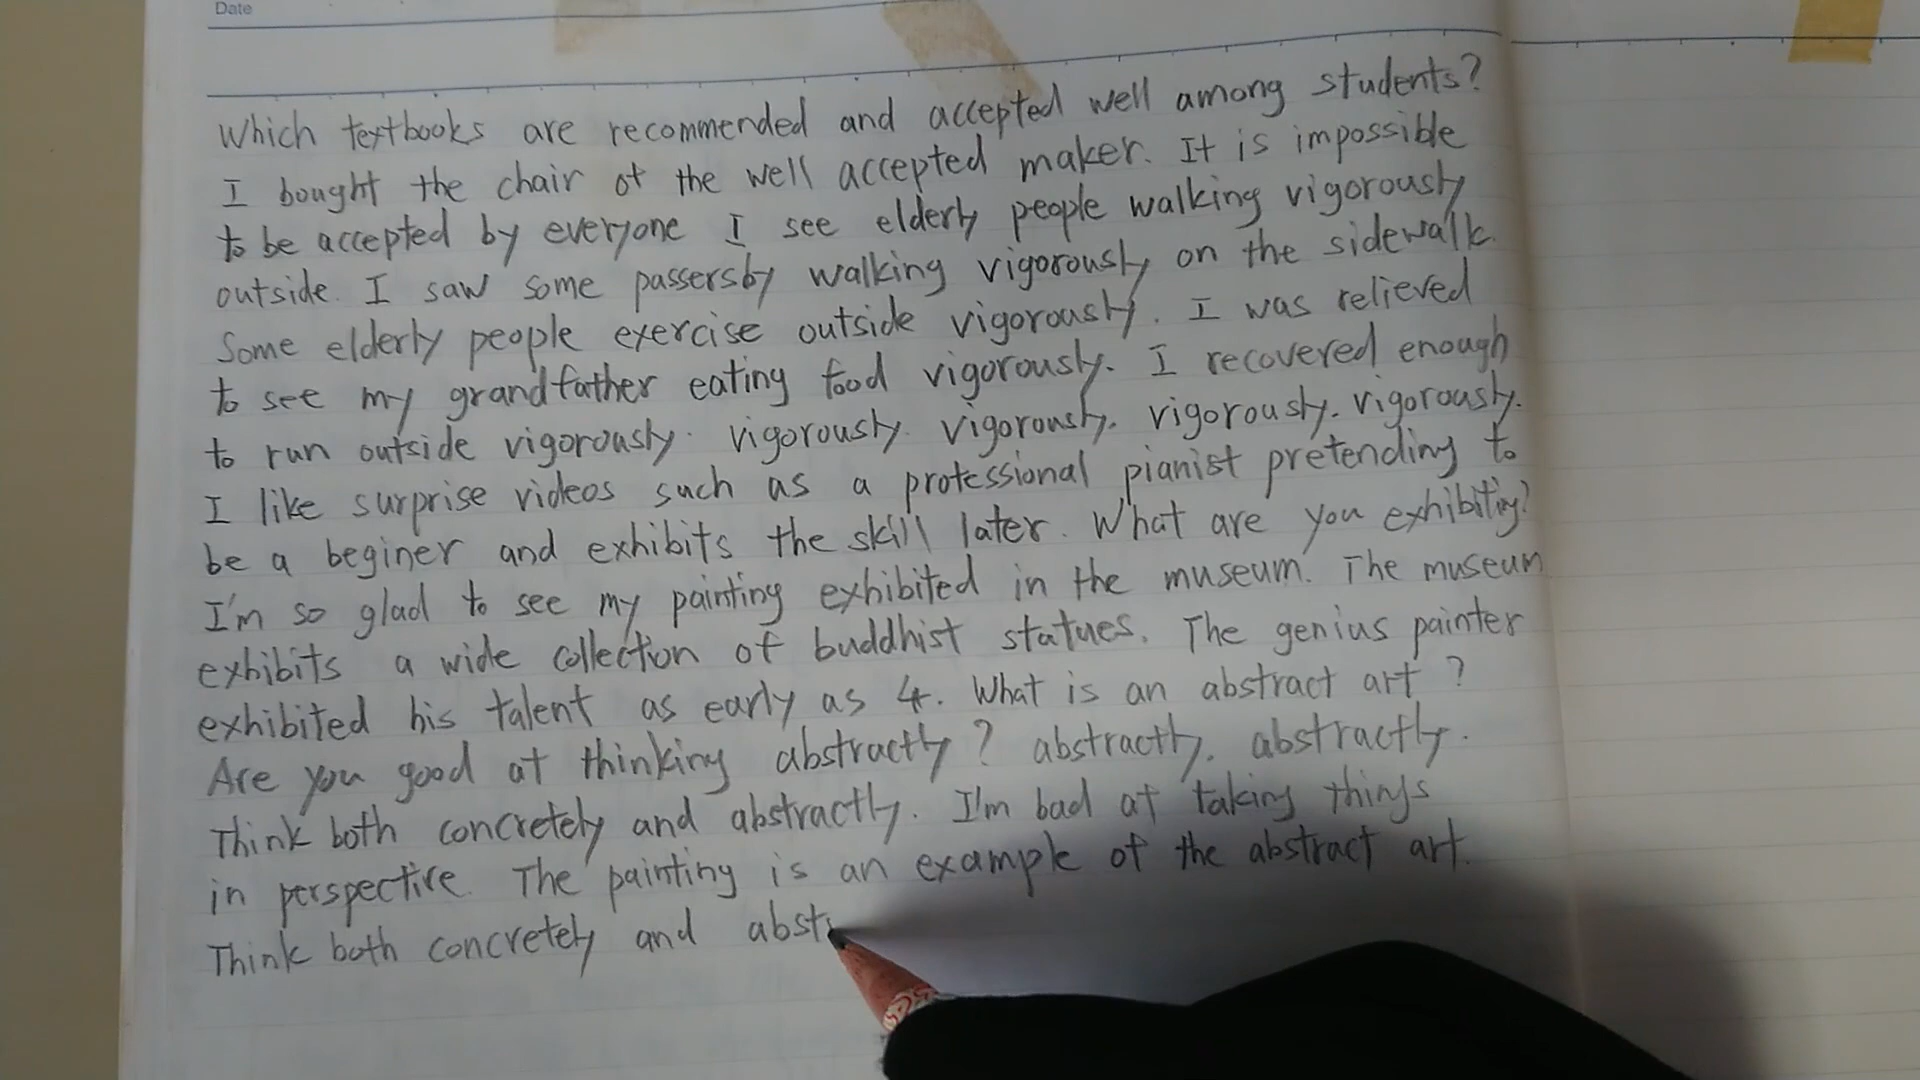 Date
Which textbooks are recommended and accepted well among students?
I bought the chair of the well accepted maker. It is impossible
to be accepted by everyone I see elderly people walking vigorously
outside. I saw some passersby walking vigorously on the sidewalk.
Some elderly people exercise outside vigorously. I was relieved
to see my grandfather eating food vigorously. I recovered enough
to run outside vigorously. vigorously. vigorously. vigorously. vigorously.
I like surprise videos such as a professional pianist pretending to
be a beginer and exhibits the skill later. What are you exhibiting?
I'm so glad to see my painting exhibited in the museum. The museum
exhibits a wide collection of buddhist statues. The genius painter
exhibited his talent as early as 4. What is an abstract art?
Are you good at thinking abstractly? abstractly. abstractly.
Think both concretely and abstractly. I'm bad at taking things
in perspective. The painting is an example of the abstract art.
Think both concretely and abstr